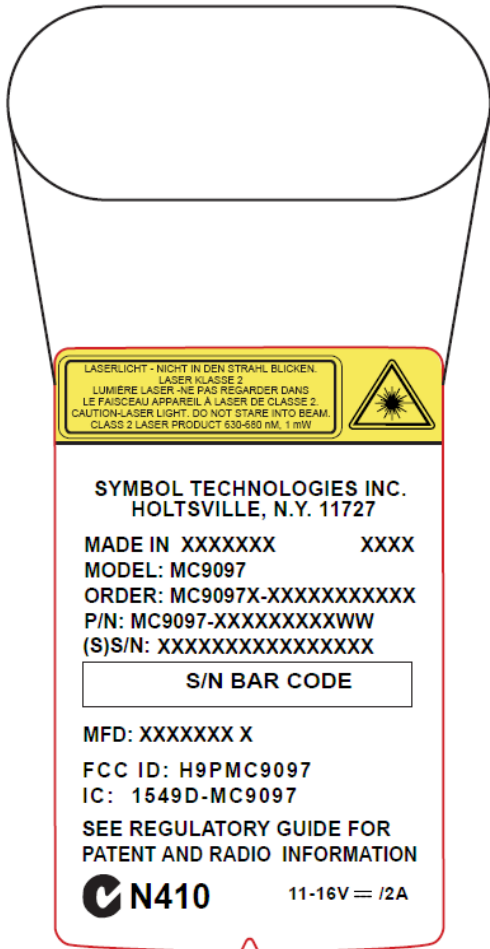 LASERLICHT - NICHT IN DEN STRAHL BLICKEN.
LASER KLASSE 2
LUMIÈRE LASER -NE PAS REGARDER DANS
LE FAISCEAU APPAREIL À LASER DE CLASSE 2.
CAUTION-LASER LIGHT. DO NOT STARE INTO BEAM.
CLASS 2 LASER PRODUCT 630-680 nM, 1 mW
SYMBOL TECHNOLOGIES INC.
HOLTSVILLE, N.Y. 11727
MADE IN XXXXXXX XXXX
MODEL: MC9097
ORDER: MC9097X-XXXXXXXXXXX
P/N: MC9097-XXXXXXXXXWW
(S)S/N: XXXXXXXXXXXXXXXX
S/N BAR CODE
MFD: XXXXXXX X
FCC ID: H9PMC9097
IC: 1549D-MC9097
SEE REGULATORY GUIDE FOR
PATENT AND RADIO INFORMATION
N410 11-16V ⎓ /2A